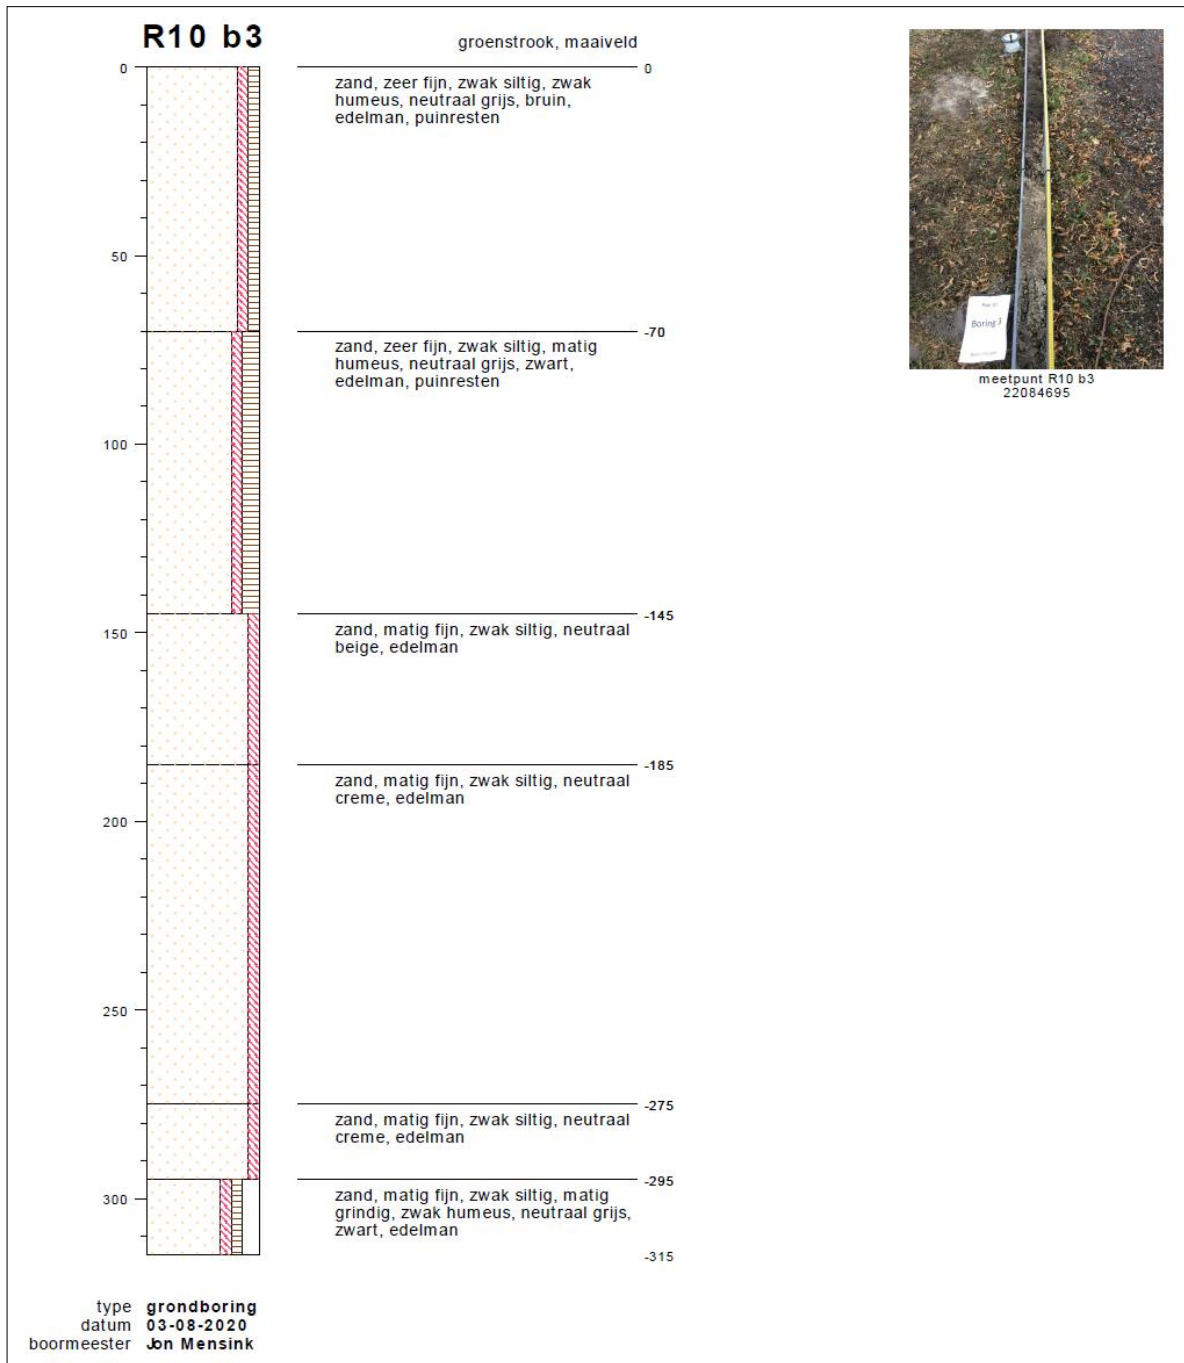 R10 b3
groenstrook, maaiveld
0
0
zand, zeer fijn, zwak siltig, zwak
humeus, neutraal grijs, bruin,
edelman, puinresten
50
-70
zand, zeer fijn, zwak siltig, matig
humeus, neutraal grijs, zwart,
edelman, puinresten
100
-145
150
zand, matig fijn, zwak siltig, neutraal
beige, edelman
-185
zand, matig fijn, zwak siltig, neutraal
creme, edelman
200
250
-275
zand, matig fijn, zwak siltig, neutraal
creme, edelman
-295
300
zand, matig fijn, zwak siltig, matig
grindig, zwak humeus, neutraal grijs,
zwart, edelman
-315
Boring 3
meetpunt R10 b3
22084695
type grondboring
datum 03-08-2020
boormeester Jon Mensink